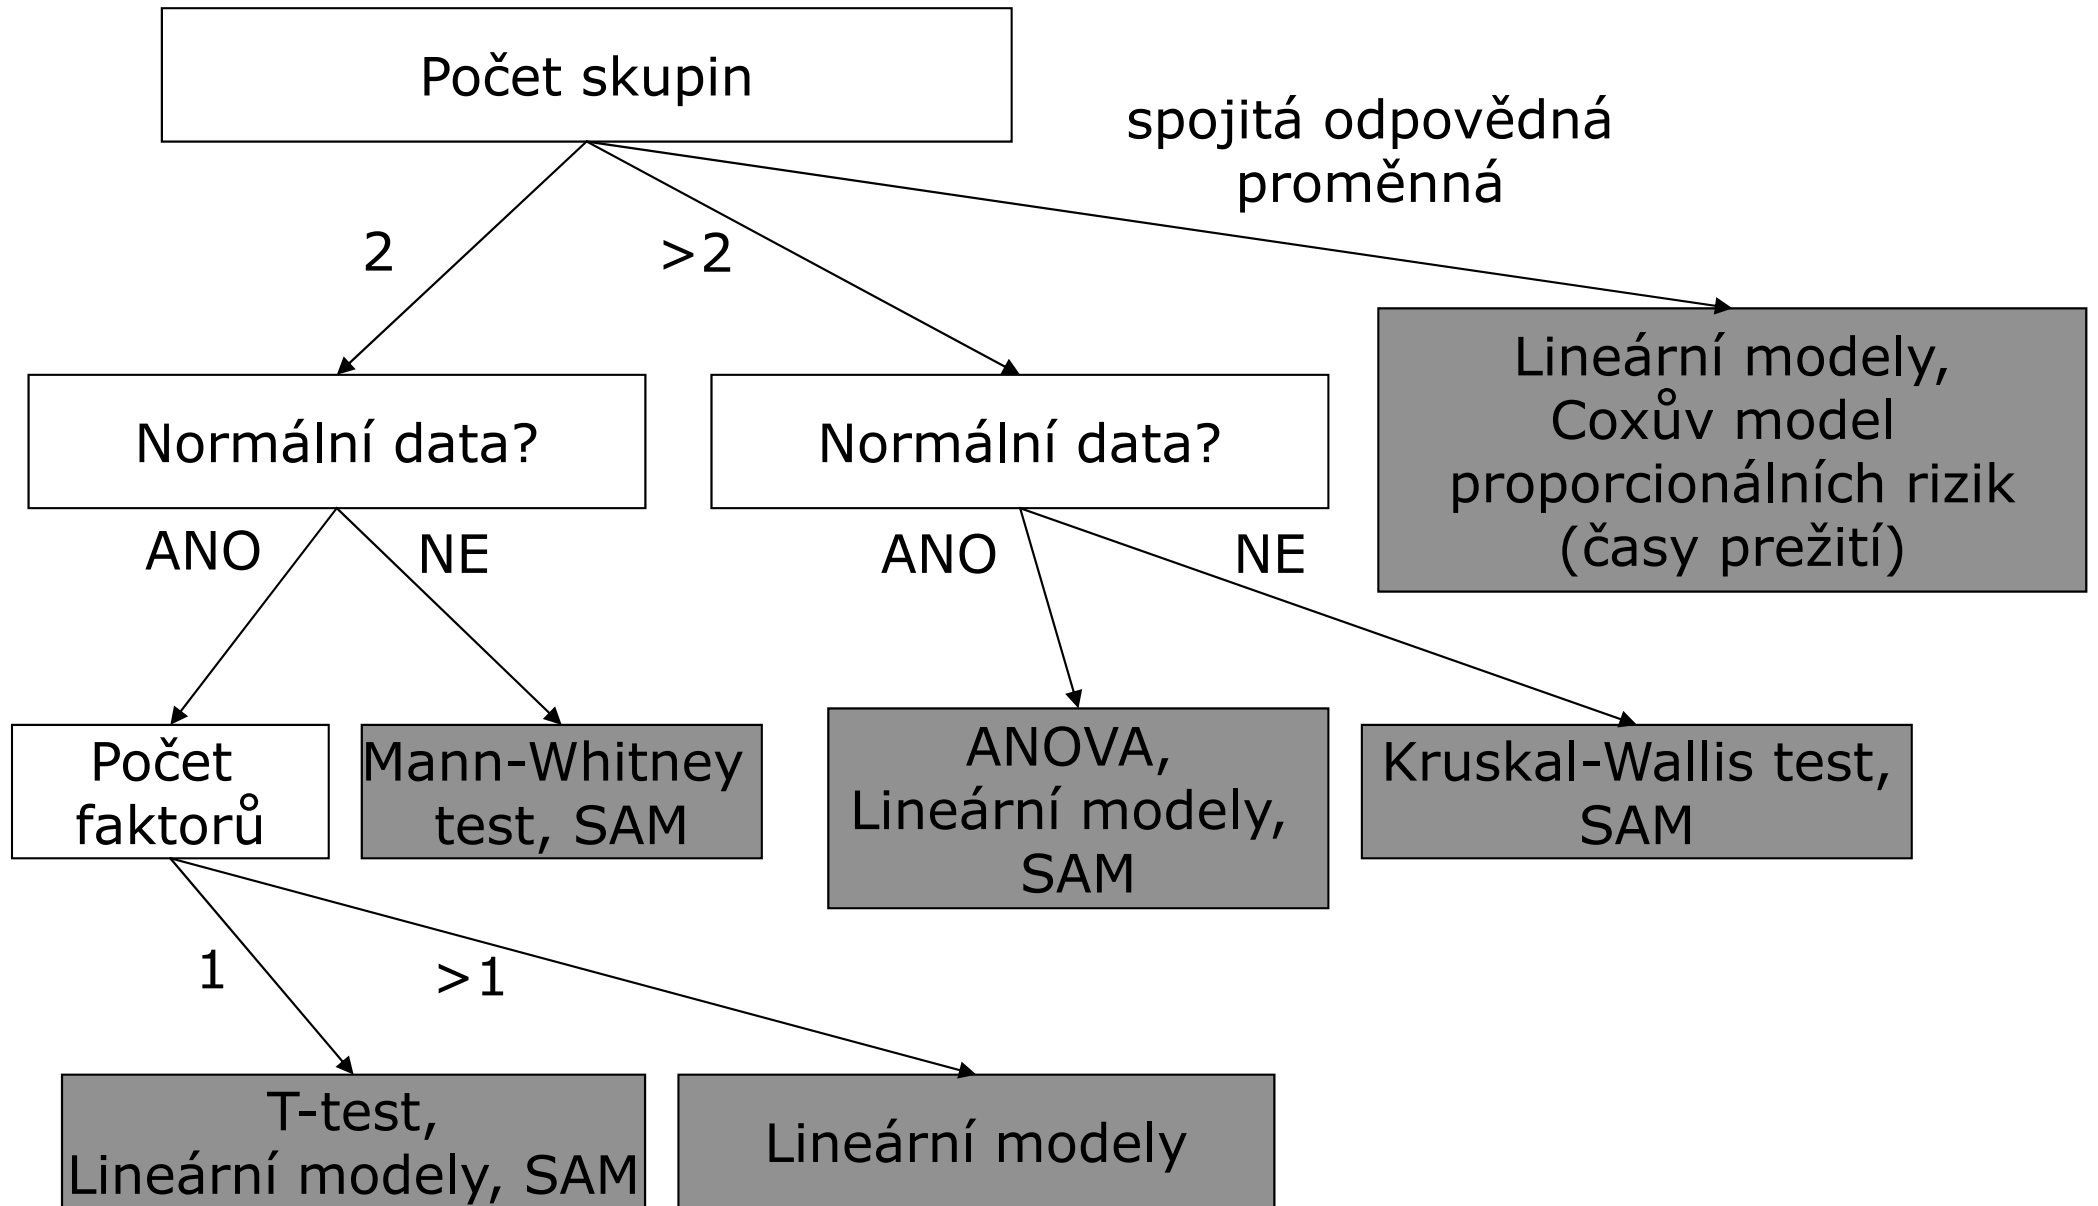 Počet skupin
spojitá odpovědná
proměnná
2
>2
Normální data?
Normální data?
Lineární modely,
Coxův model
proporcionálních rizik
(časy prežití)
ANO
NE
ANO
NE
Počet
faktorů
Mann-Whitney
test, SAM
ANOVA,
Lineární modely,
SAM
Kruskal-Wallis test,
SAM
1
>1
T-test,
Lineární modely, SAM
Lineární modely